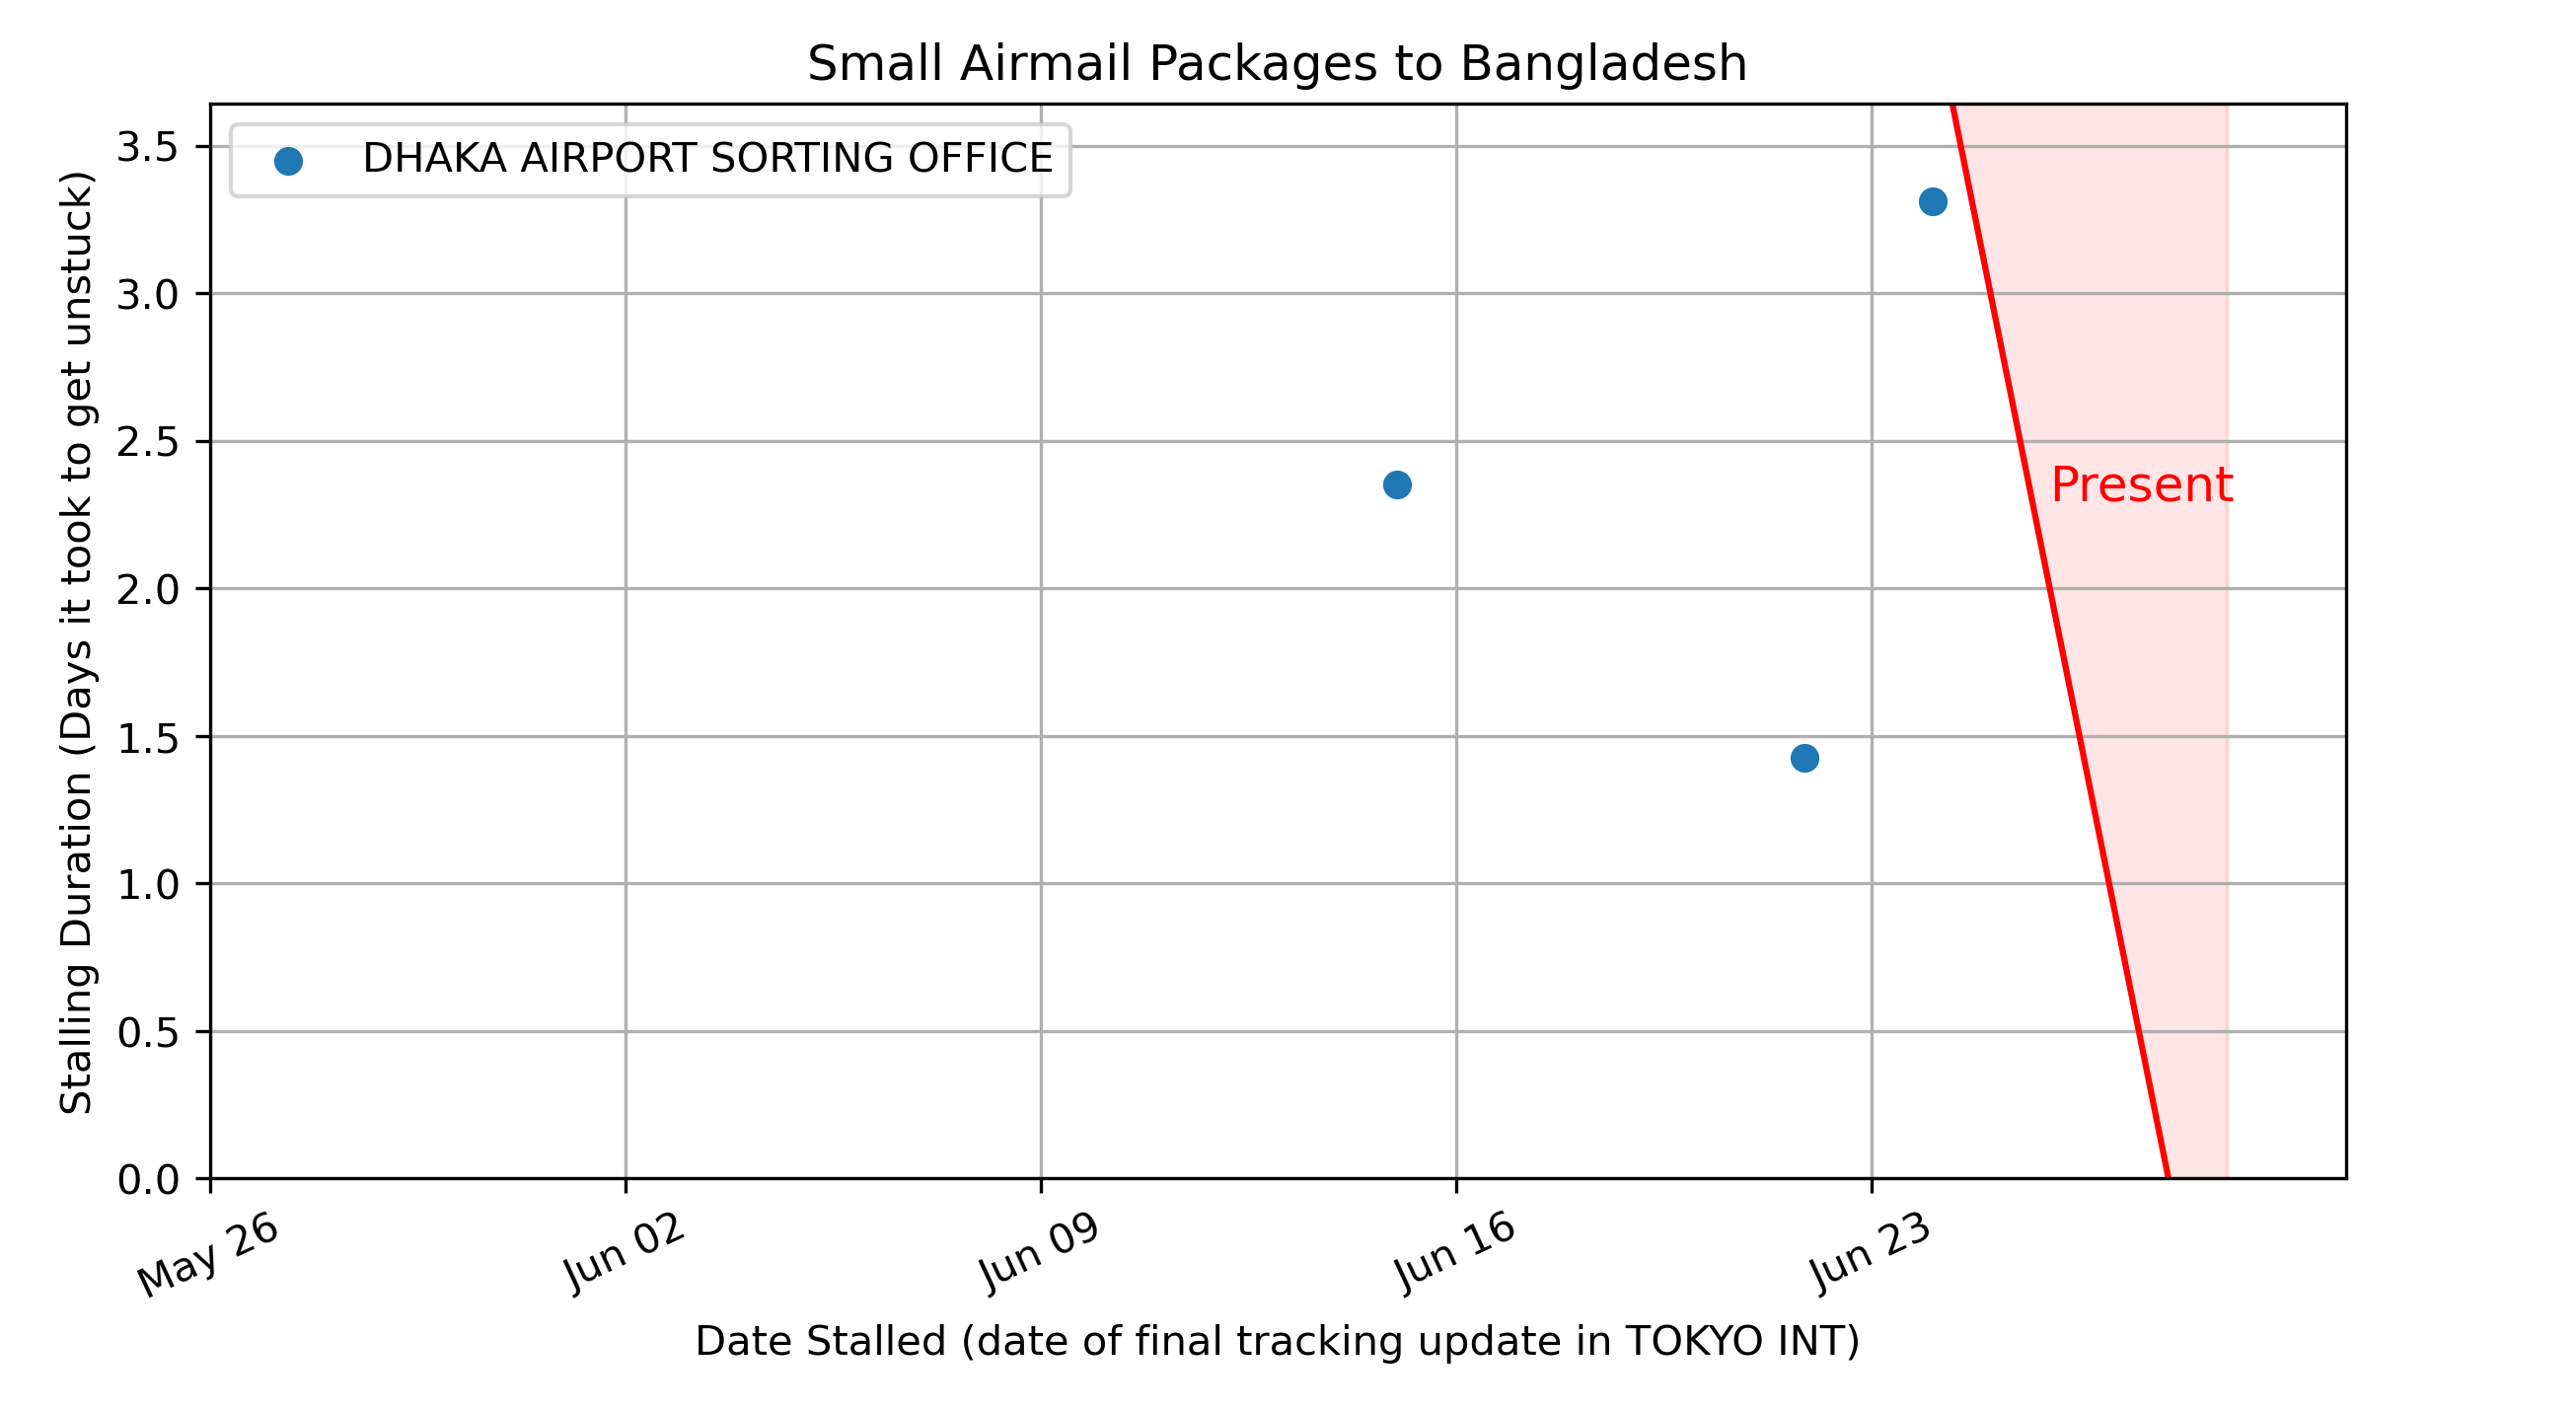 Small Airmail Packages to Bangladesh
DHAKA AIRPORT SORTING OFFICE
Stalling Duration (Days it took to get unstuck)
3.5
3.0
2.5
2.0
1.5
1.0
0.5
0.0
Present
May 26
Jun 02
Jun 09
Jun 16
Jun 23
Date Stalled (date of final tracking update in TOKYO INT)